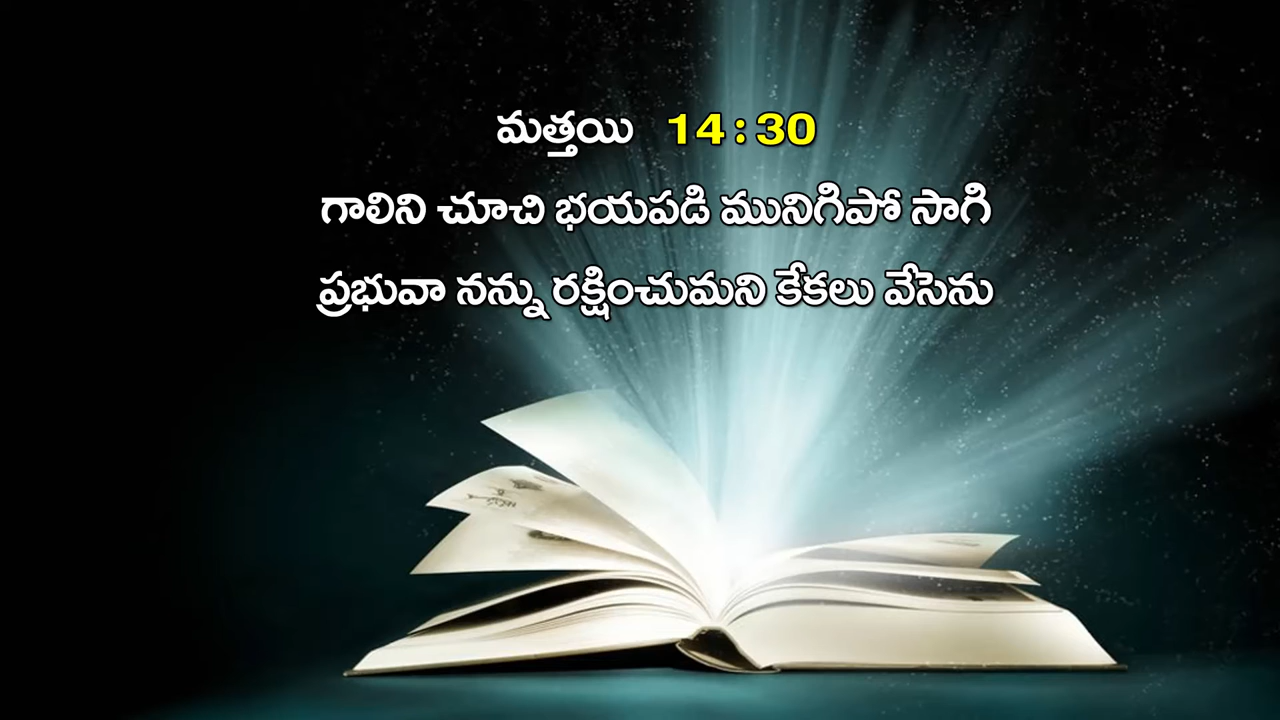 మత్తయి 14 : 30
గాలిని చూచి భయపడి మునిగిపో సాగి
ప్రభువా నన్ను రక్షించుమని కేకలు వేసెను